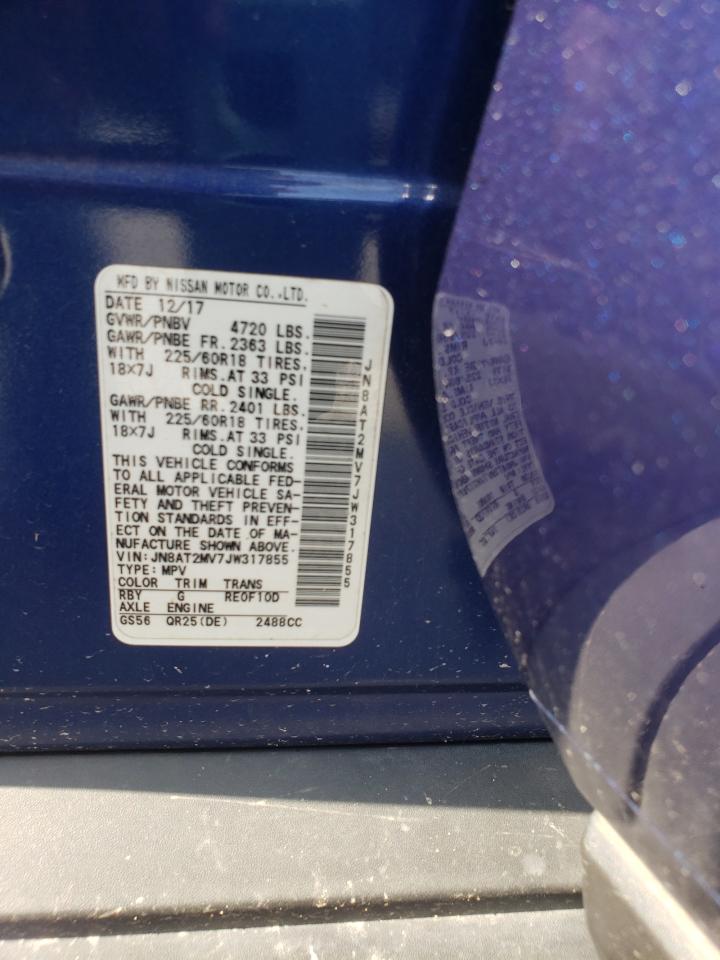 MFD BY NISSAN MOTOR CO.,LTD.
DATE 12/17
GVWR/PNBV 4720 LBS.
GAWR/PNBE FR. 2363 LBS.
WITH 225/60R18 TIRES.
18×7J RIMS.AT 33 PSI
COLD SINGLE.
GAWR/PNBE RR. 2401 LBS.
WITH 225/60R18 TIRES.
18×7J RIMS.AT 33 PSI
COLD SINGLE.
THIS VEHICLE CONFORMS
TO ALL APPLICABLE FED-
ERAL MOTOR VEHICLE SA-
FETY AND THEFT PREVEN-
TION STANDARDS IN EFF-
ECT ON THE DATE OF MA-
NUFACTURE SHOWN ABOVE.
VIN:JN8AT2MV7JW317855
TYPE:MPV
COLOR TRIM TRANS
RBY G RE0F10D
AXLE ENGINE
GS56 QR25(DE) 2488CC
JN8AT2MV7JW317855